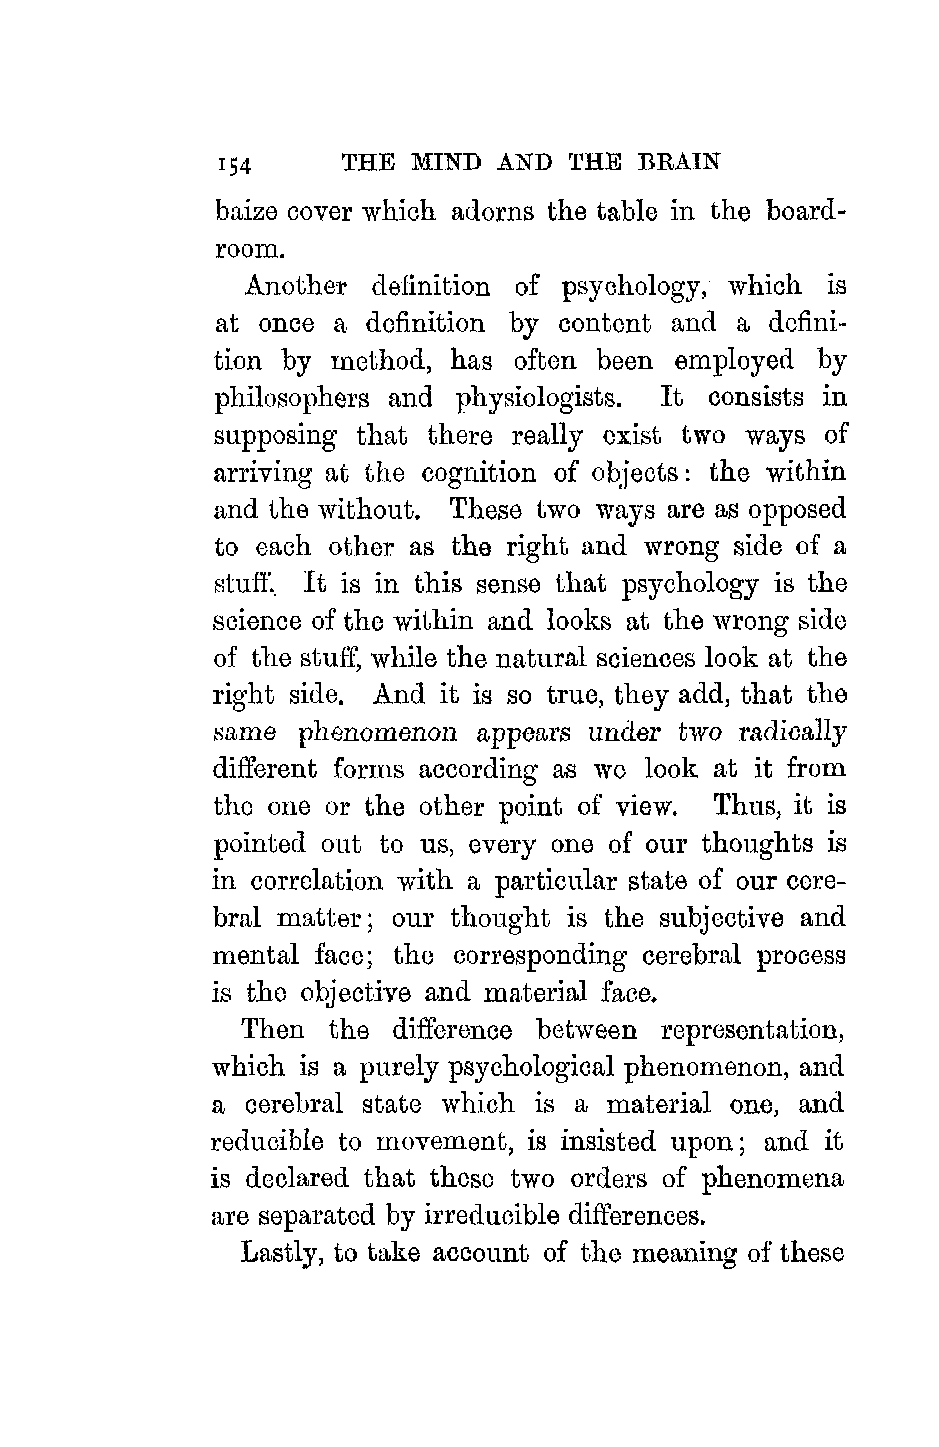 154 THE MIND AND THE BRAIN
baize cover which adorns the table in the board-
room.
Another definition of psychology, which is
at once a definition by content and a defini-
tion by method, has often been employed by
philosophers and physiologists. It consists in
supposing that there really exist two ways of
arriving at the cognition of objects: the within
and the without. These two ways are as opposed
to each other as the right and wrong side of a
stuff. It is in this sense that psychology is the
science of the within and looks at the wrong side
of the stuff, while the natural sciences look at the
right side. And it is so true, they add, that the
same phenomenon appears under two radically
different forms according as we look at it from
the one or the other point of view. Thus, it is
pointed out to us, every one of our thoughts is
in correlation with a particular state of our cere-
bral matter; our thought is the subjective and
mental face; the corresponding cerebral process
is the objective and material face.
Then the difference between representation,
which is a purely psychological phenomenon, and
a cerebral state which is a material one, and
reducible to movement, is insisted upon; and it
is declared that these two orders of phenomena
are separated by irreducible differences.
Lastly, to take account of the meaning of these